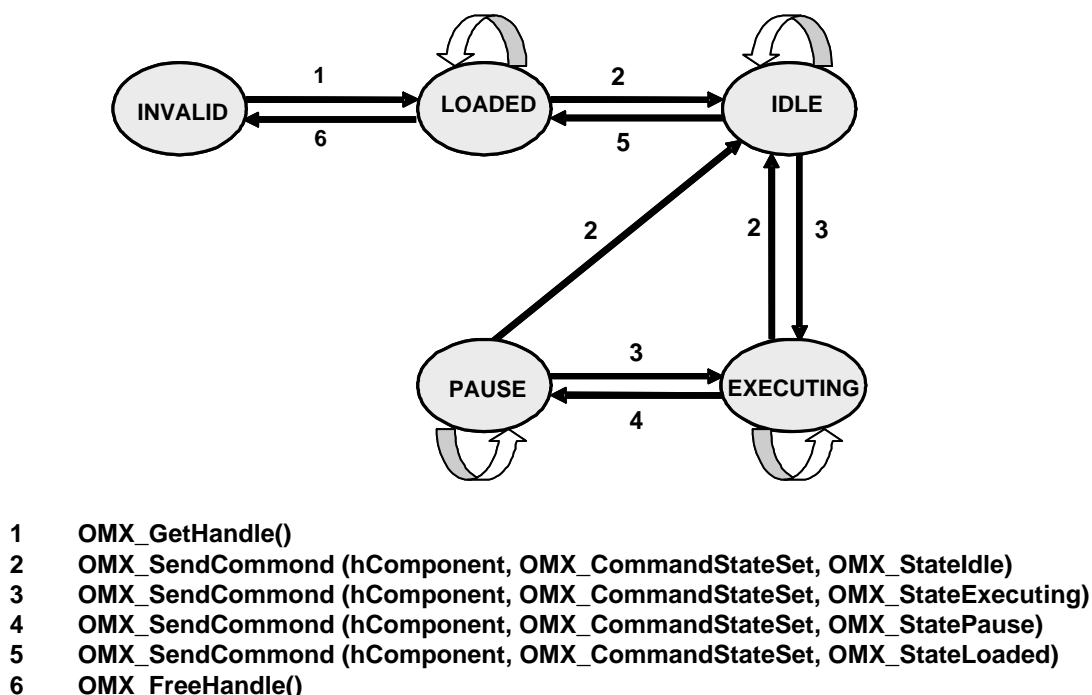 1
2
INVALID
LOADED
IDLE
6
5
2
2
3
3
PAUSE
EXECUTING
4
1 OMX_GetHandle()
2 OMX_SendCommond (hComponent, OMX_CommandStateSet, OMX_StateIdle)
3 OMX_SendCommond (hComponent, OMX_CommandStateSet, OMX_StateExecuting)
4 OMX_SendCommond (hComponent, OMX_CommandStateSet, OMX_StatePause)
5 OMX_SendCommond (hComponent, OMX_CommandStateSet, OMX_StateLoaded)
6 OMX_FreeHandle()